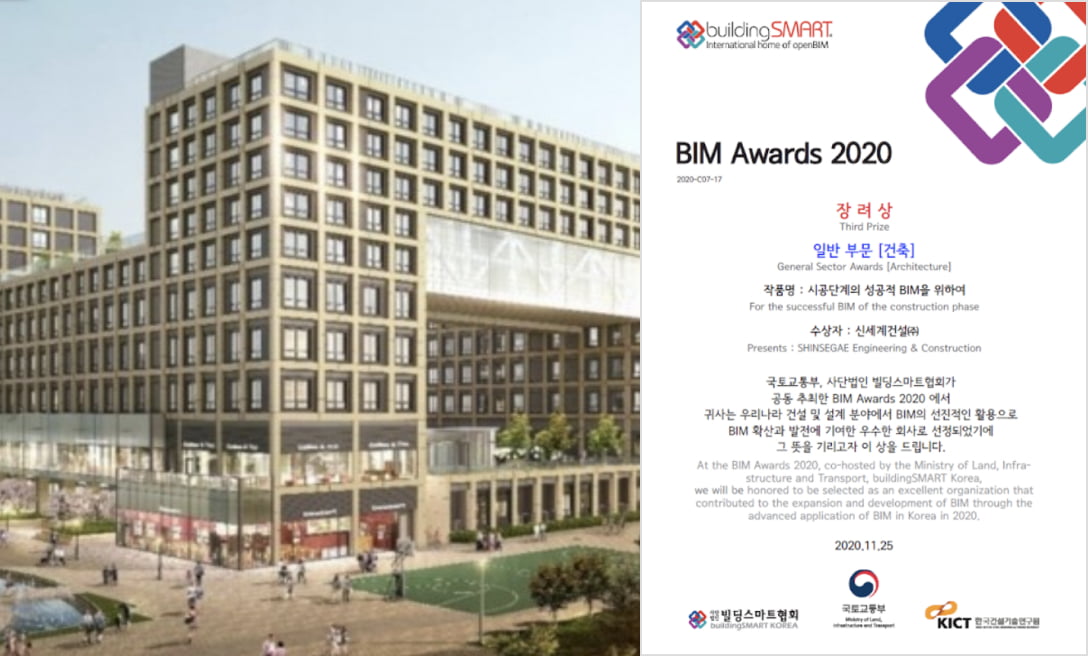 buildingSMART
International home of openBIM
BIM Awards 2020
2020-C07-17
장 려 상
Third Prize
일반 부문 [건축]
General Sector Awards [Architecture]
작품명 : 시공단계의 성공적 BIM을 위하여
For the successful BIM of the construction phase
수상자 : 신세계건설㈜
Presents : SHINSEGAE Engineering & Construction
국토교통부, 사단법인 빌딩스마트협회가
공동 주최한 BIM Awards 2020 에서
귀사는 우리나라 건설 및 설계 분야에서 BIM의 선진적인 활용으로
BIM 확산과 발전에 기여한 우수한 회사로 선정되었기에
그 뜻을 기리고자 이 상을 드립니다.
At the BIM Awards 2020, co-hosted by the Ministry of Land, Infra-
structure and Transport, buildingSMART Korea,
we will be honored to be selected as an excellent organization that
contributed to the expansion and development of BIM through the
advanced application of BIM in Korea in 2020.
2020.11.25
사단법인 빌딩스마트협회
buildingSMART KOREA
국토교통부
Ministry of Land,
Infrastructure and Transport
KICT 한국건설기술연구원